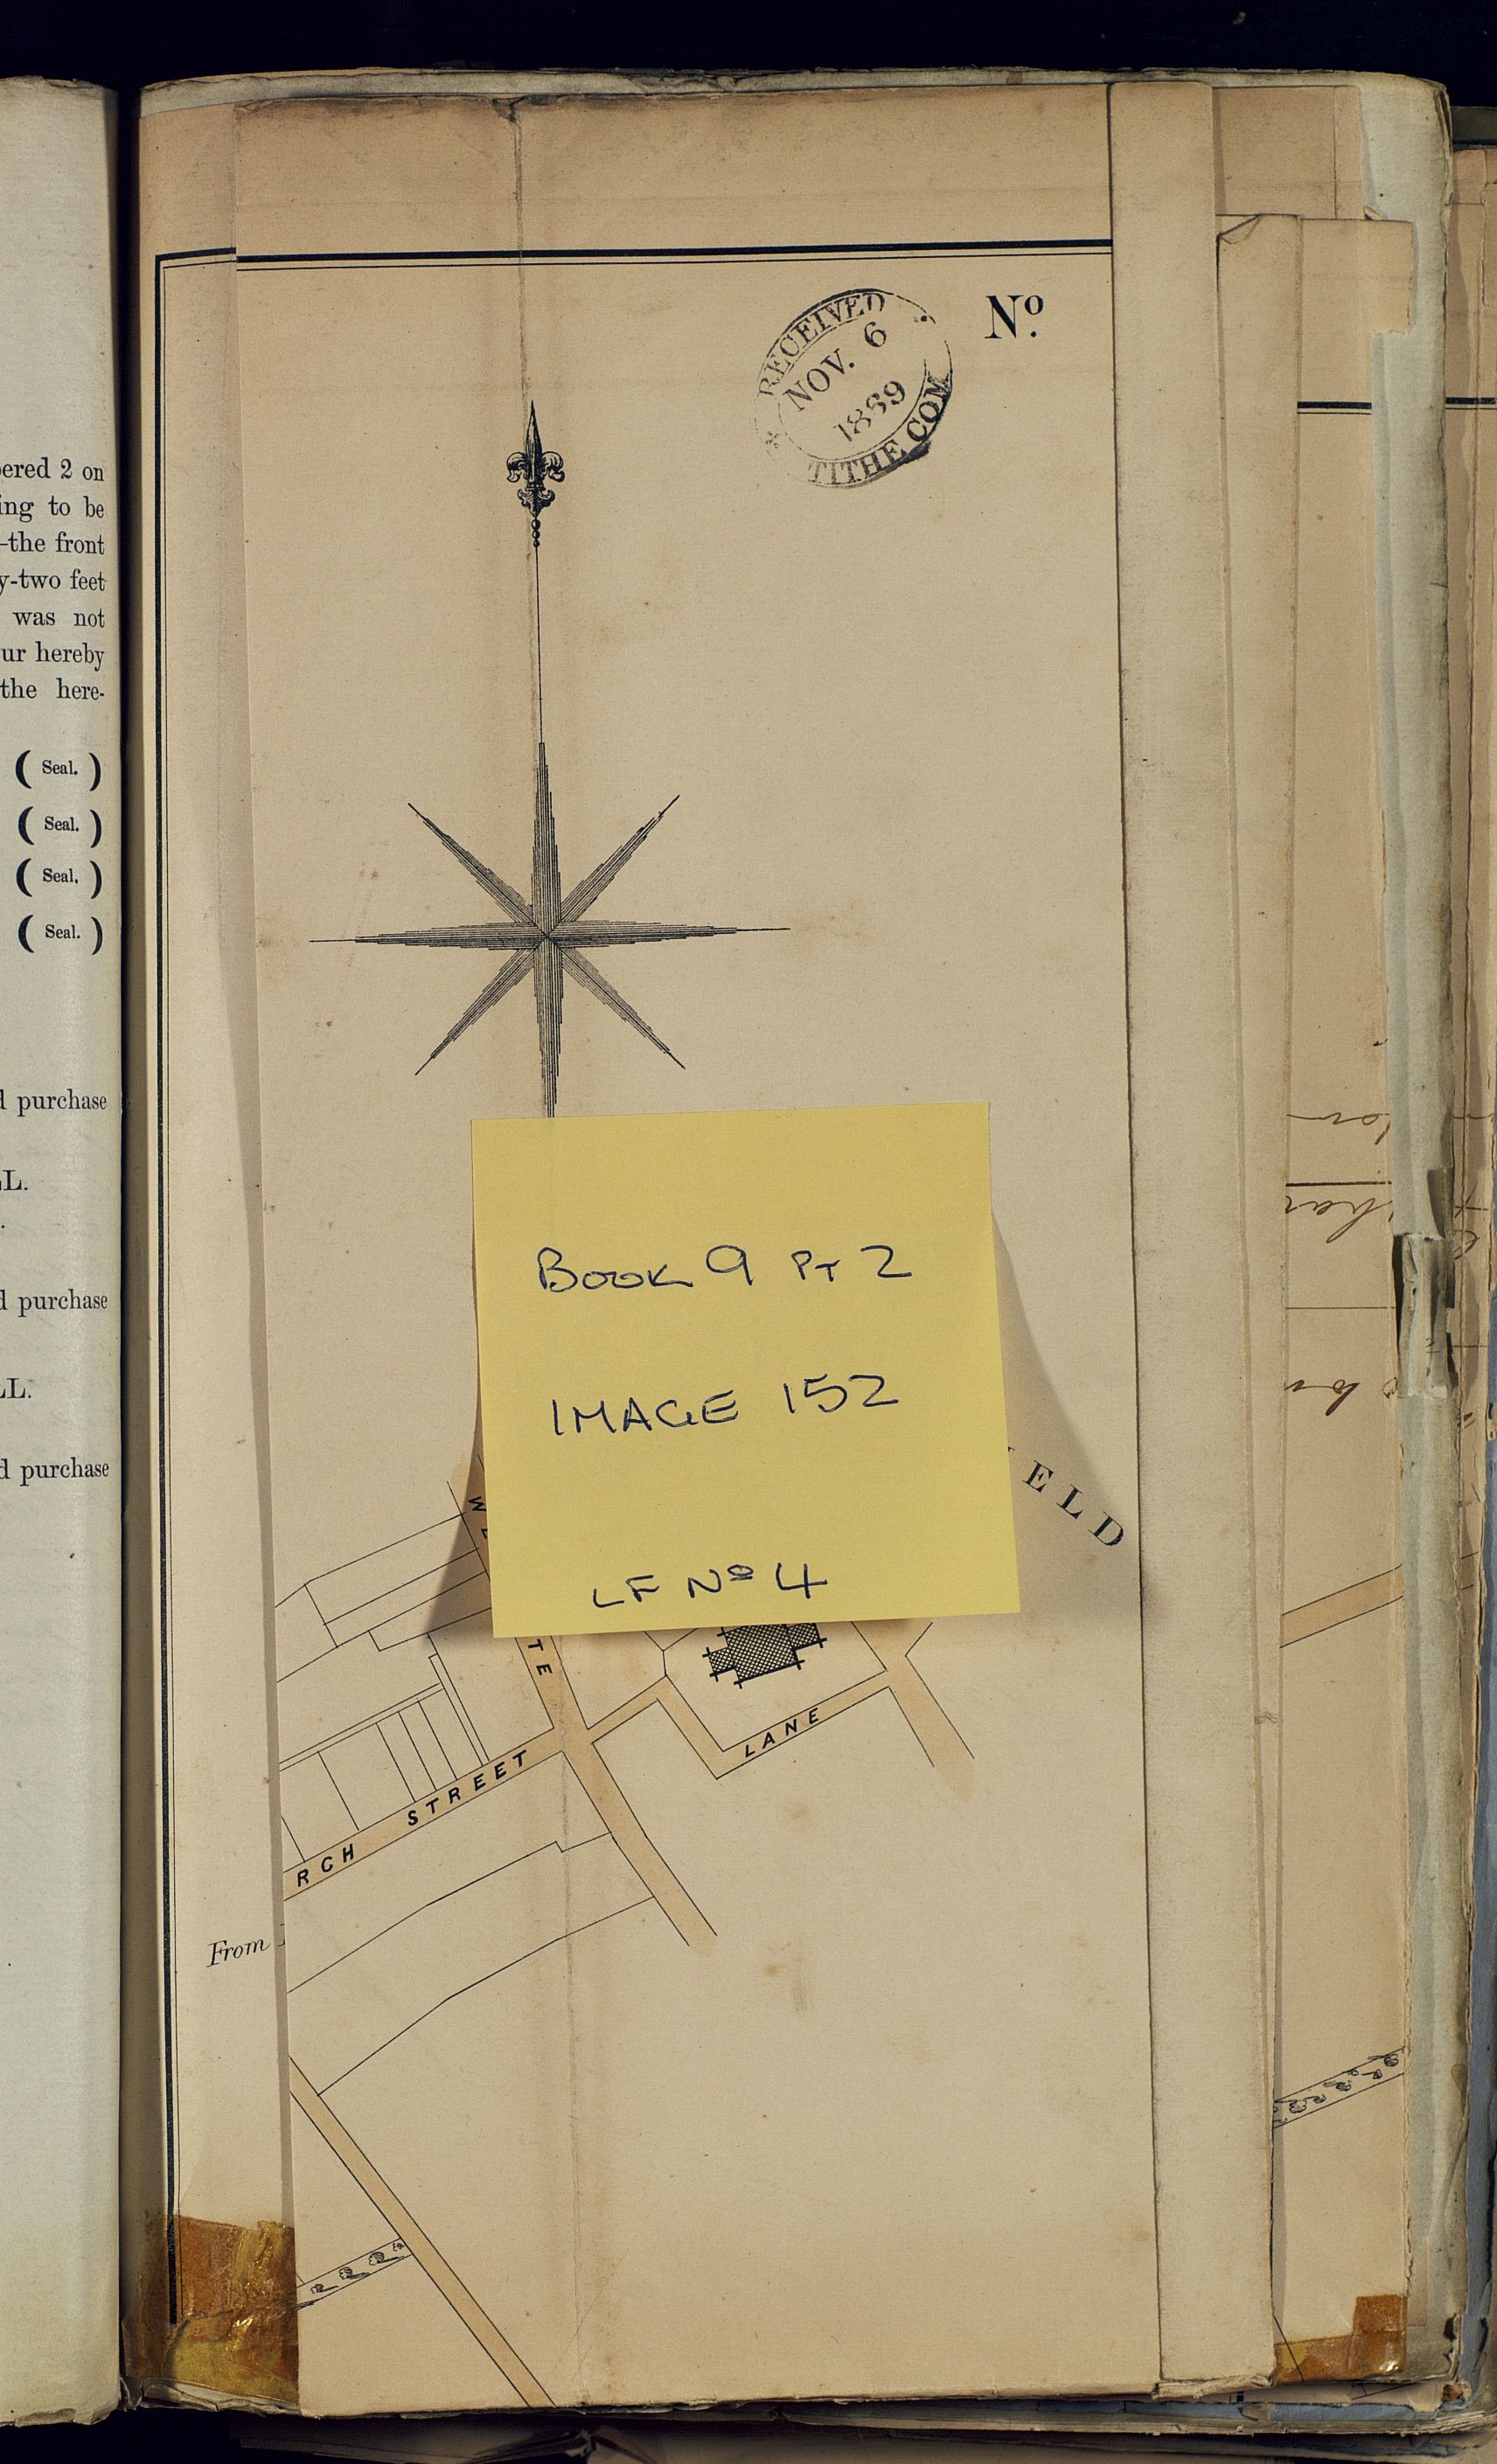 ered 2 on
ing to be
–the front
y-two feet
was not
ur hereby
the here-
( Seal. )
( Seal. )
( Seal. )
( Seal. )
d purchase
LL.
d purchase
LL.
d purchase
No.
RECEIVED
NOV. 6
1889
TITHE COM
BOOK 9 PT 2
IMAGE 152
LF No 4
ELD
TE
LANE
RCH STREET
From